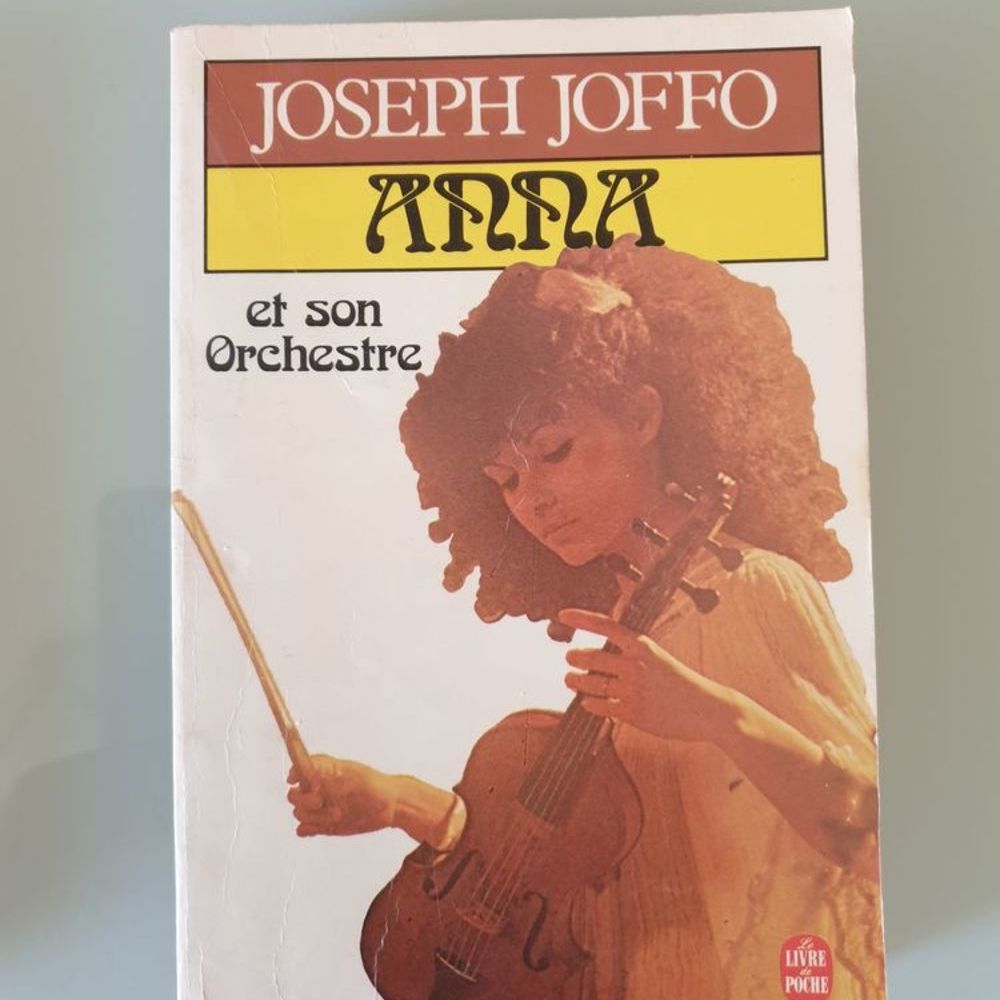 JOSEPH JOFFO
ANNA
et son
Orchestre
Le
LIVRE
de
POCHE